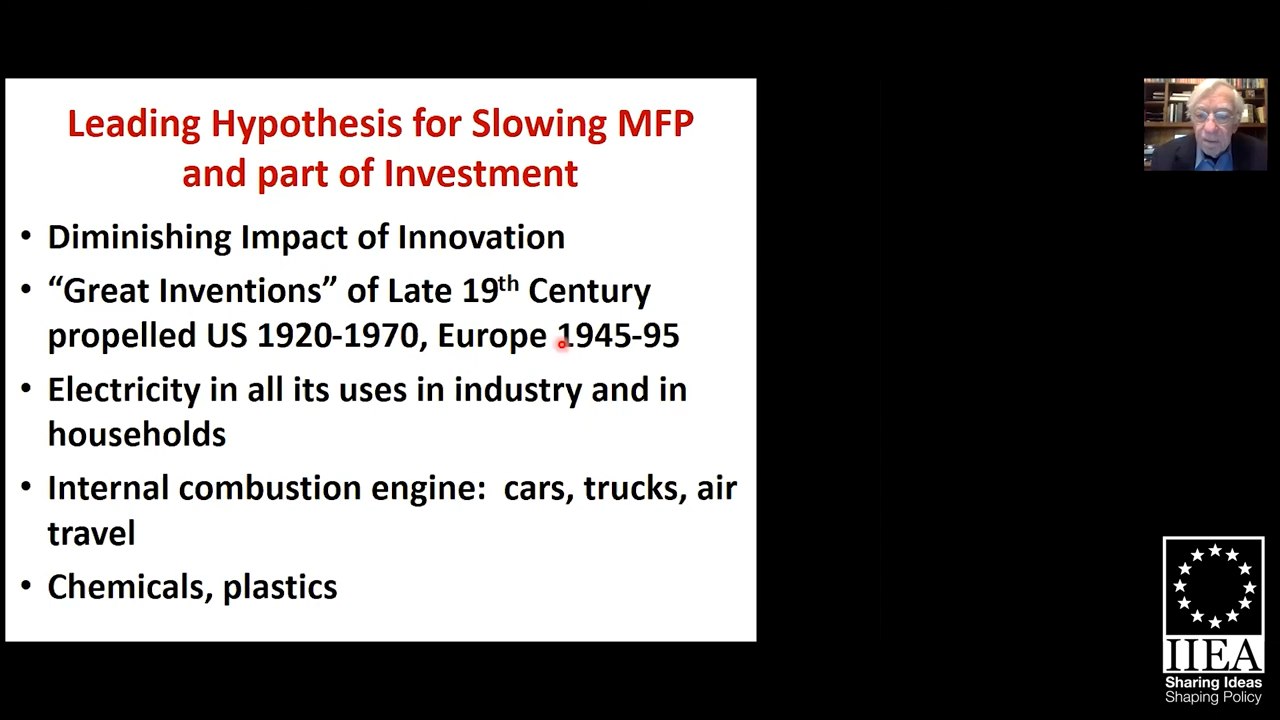 Leading Hypothesis for Slowing MFP
and part of Investment
• Diminishing Impact of Innovation
• “Great Inventions” of Late 19th Century
propelled US 1920-1970, Europe 1945-95
• Electricity in all its uses in industry and in
households
• Internal combustion engine:  cars, trucks, air
travel
• Chemicals, plastics
IIEA
Sharing Ideas
Shaping Policy